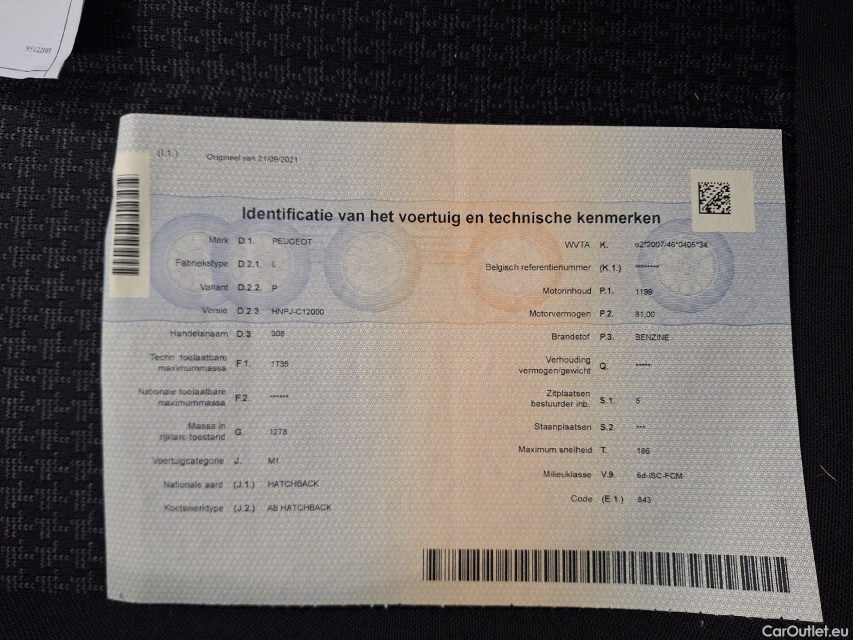 851220H
(I.1.) Origineel van 21/09/2021
Identificatie van het voertuig en technische kenmerken
Merk D.1. PEUGEOT
Fabriekstype D.2.1. L
Variant D.2.2. P
Versie D.2.3. HNPJ-C12000
Handelsnaam D.3. 308
Techn. toelaatbare
maximummassa F.1. 1735
Nationale toelaatbare
maximummassa F.2. ******
Massa in
rijklare toestand G. 1278
Voertuigcategorie J. M1
Nationale aard (J.1.) HATCHBACK
Koetswerktype (J.2.) AB HATCHBACK
WVTA K. e2*2007/46*0405*34
Belgisch referentienummer (K.1.) ********
Motorinhoud P.1. 1199
Motorvermogen P.2. 81,00
Brandstof P.3. BENZINE
Verhouding
vermogen/gewicht Q. *****
Zitplaatsen
bestuurder inb. S.1. 5
Staanplaatsen S.2. ***
Maximum snelheid T. 186
Milieuklasse V.9. 6d-ISC-FCM
Code (E.1.) 843
CarOutlet.eu